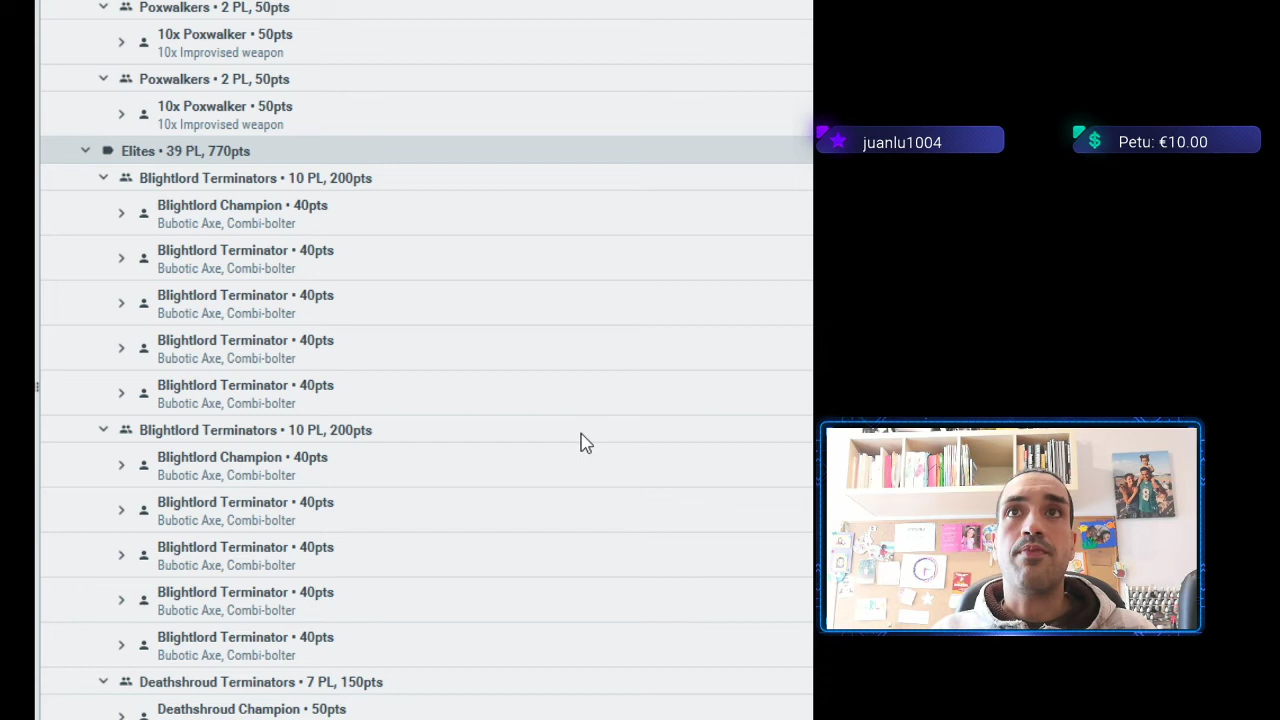 Poxwalkers • 2 PL, 50pts
10x Poxwalker • 50pts
10x Improvised weapon
Poxwalkers • 2 PL, 50pts
10x Poxwalker • 50pts
10x Improvised weapon
Elites • 39 PL, 770pts
Blightlord Terminators • 10 PL, 200pts
Blightlord Champion • 40pts
Bubotic Axe, Combi-bolter
Blightlord Terminator • 40pts
Bubotic Axe, Combi-bolter
Blightlord Terminator • 40pts
Bubotic Axe, Combi-bolter
Blightlord Terminator • 40pts
Bubotic Axe, Combi-bolter
Blightlord Terminator • 40pts
Bubotic Axe, Combi-bolter
Blightlord Terminators • 10 PL, 200pts
Blightlord Champion • 40pts
Bubotic Axe, Combi-bolter
Blightlord Terminator • 40pts
Bubotic Axe, Combi-bolter
Blightlord Terminator • 40pts
Bubotic Axe, Combi-bolter
Blightlord Terminator • 40pts
Bubotic Axe, Combi-bolter
Blightlord Terminator • 40pts
Bubotic Axe, Combi-bolter
Deathshroud Terminators • 7 PL, 150pts
Deathshroud Champion • 50pts
juanlu1004
$ Petu: €10.00
8